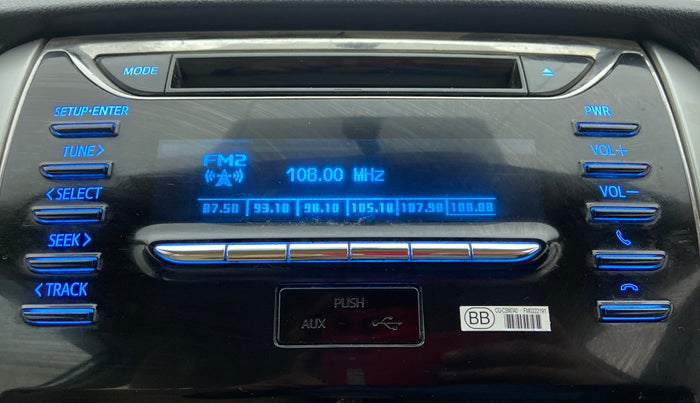 MODE
SETUP•ENTER
PWR
TUNE>
VOL+
<SELECT
VOL-
SEEK>
<TRACK
FM2
108.00 MHz
87.50 93.10 98.10 105.10 107.90 108.00
PUSH
AUX
BB